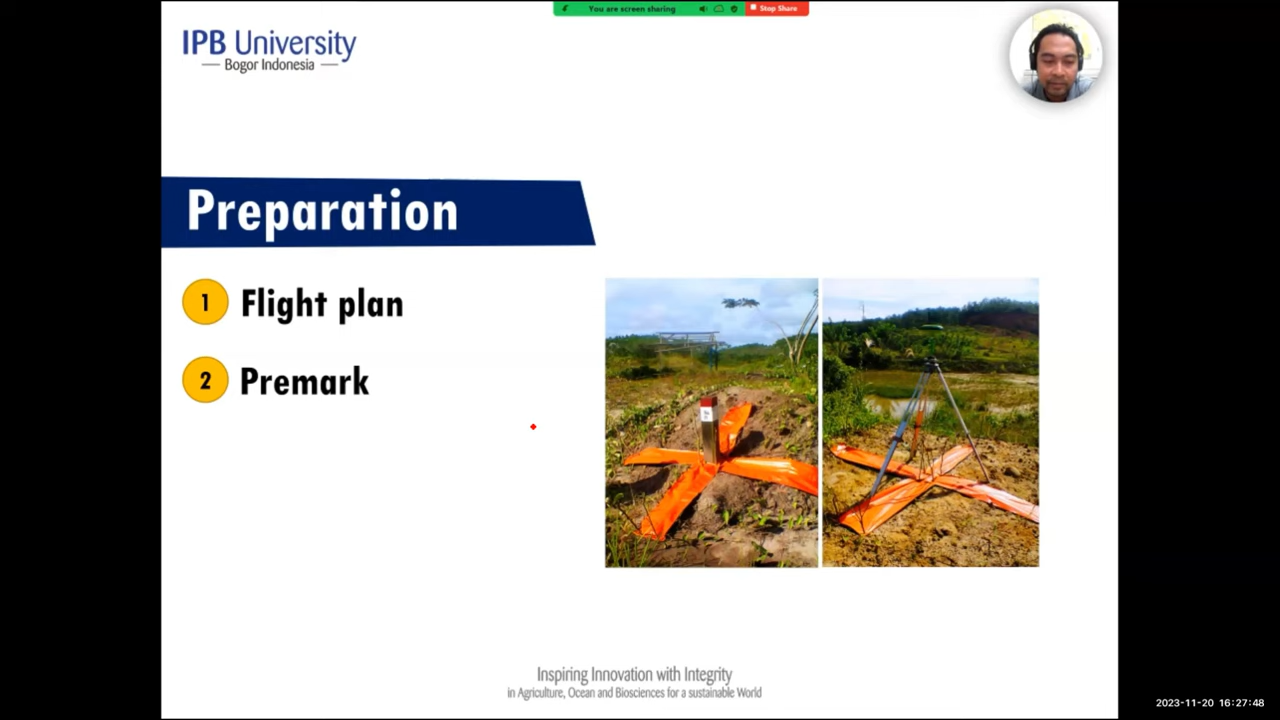 You are screen sharing
Stop Share
IPB University
Bogor Indonesia
Preparation
1 Flight plan
2 Premark
Inspiring Innovation with Integrity
in Agriculture, Ocean and Biosciences for a sustainable World
2023-11-20 16:27:48